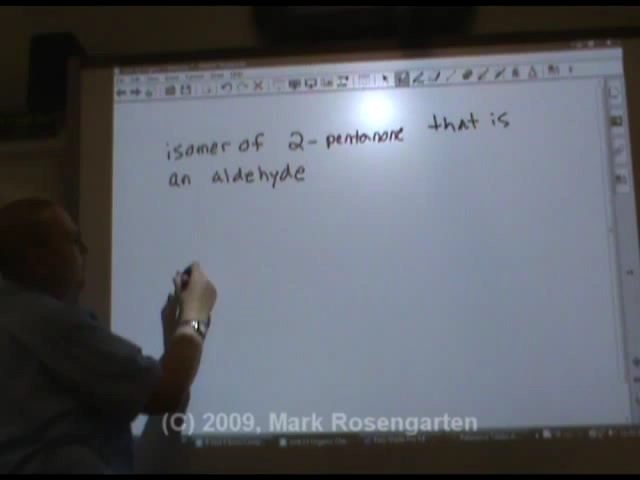 isomer of 2-pentanone that is
an aldehyde
(C) 2009, Mark Rosengarten